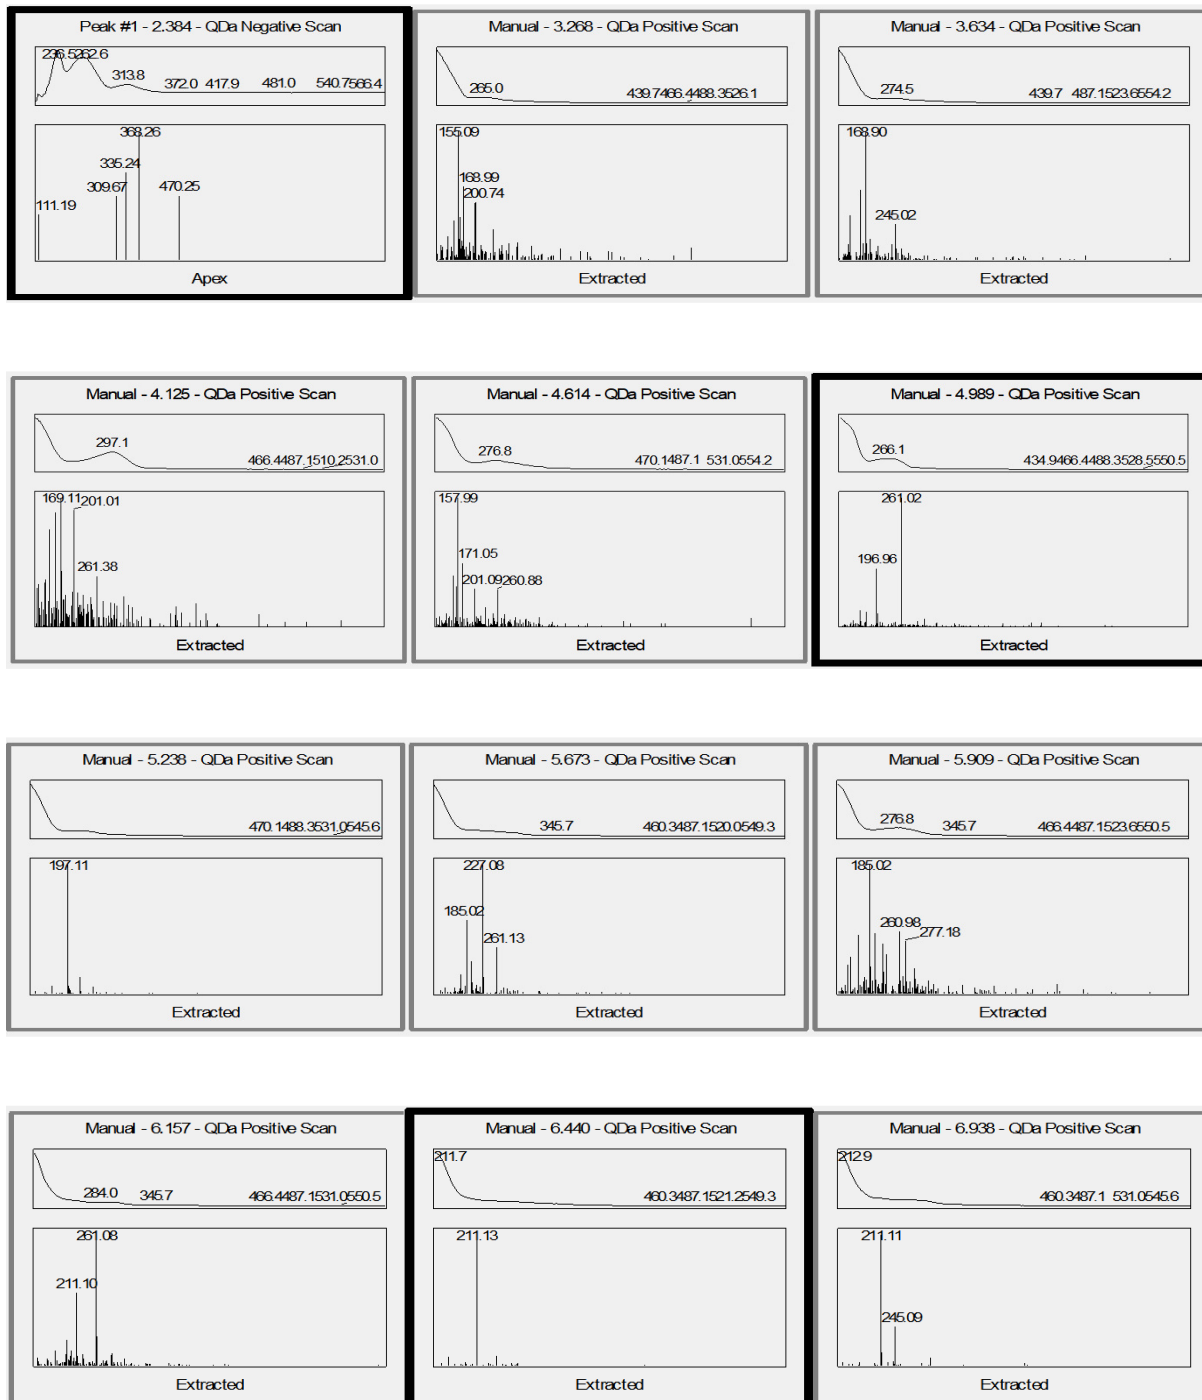 Peak #1 - 2.384 - QDa Negative Scan
236.5262.6
313.8
372.0 417.9 481.0 540.7566.4
368.26
335.24
309.67 470.25
111.19
Apex
Manual - 3.268 - QDa Positive Scan
265.0
439.7466.4488.3526.1
155.09
168.99
200.74
Extracted
Manual - 3.634 - QDa Positive Scan
274.5
439.7 487.1523.6554.2
168.90
245.02
Extracted
Manual - 4.125 - QDa Positive Scan
297.1
466.4487.1510.2531.0
169.11 201.01
261.38
Extracted
Manual - 4.614 - QDa Positive Scan
276.8
470.1487.1 531.0554.2
157.99
171.05
201.09 260.88
Extracted
Manual - 4.989 - QDa Positive Scan
266.1
434.9466.4488.3528.5550.5
261.02
196.96
Extracted
Manual - 5.238 - QDa Positive Scan
470.1488.3531.0545.6
197.11
Extracted
Manual - 5.673 - QDa Positive Scan
345.7 460.3487.1520.0549.3
227.08
185.02
261.13
Extracted
Manual - 5.909 - QDa Positive Scan
276.8
345.7 466.4487.1523.6550.5
185.02
260.98
277.18
Extracted
Manual - 6.157 - QDa Positive Scan
284.0 345.7 466.4487.1531.0550.5
261.08
211.10
Extracted
Manual - 6.440 - QDa Positive Scan
211.7
460.3487.1521.2549.3
211.13
Extracted
Manual - 6.938 - QDa Positive Scan
212.9
460.3487.1 531.0545.6
211.11
245.09
Extracted